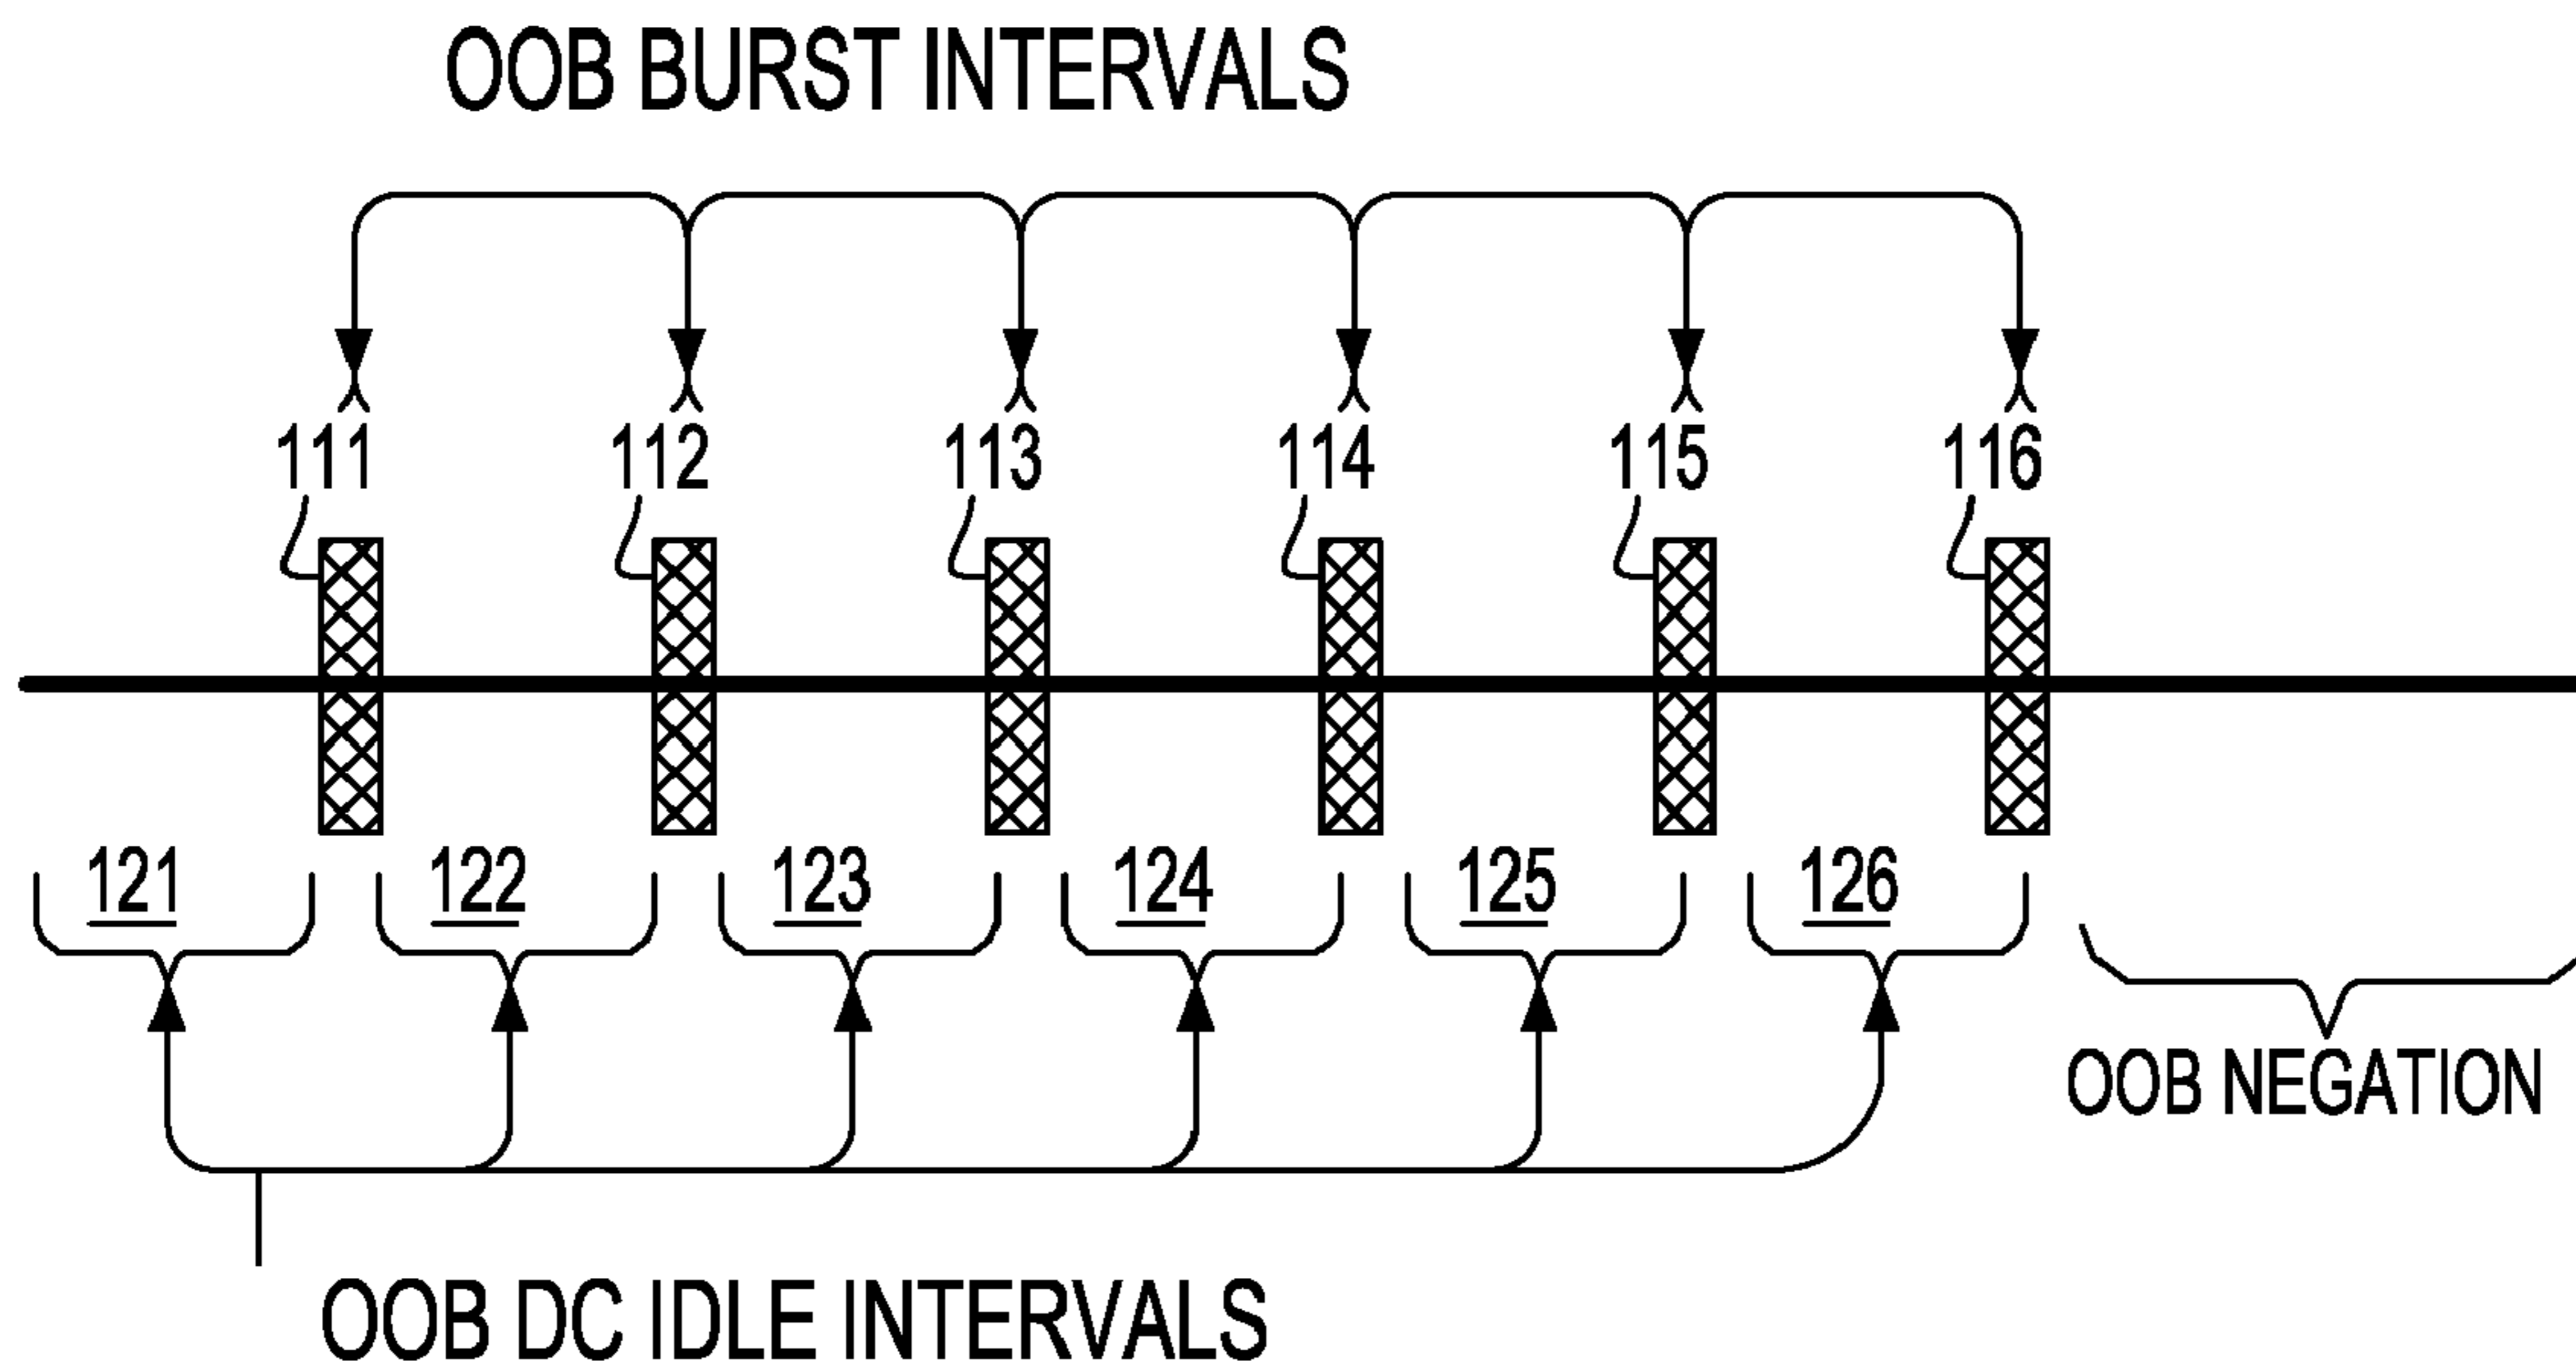 OOB BURST INTERVALS
111 112 113 114 115 116
121 122 123 124 125 126
OOB NEGATION
OOB DC IDLE INTERVALS